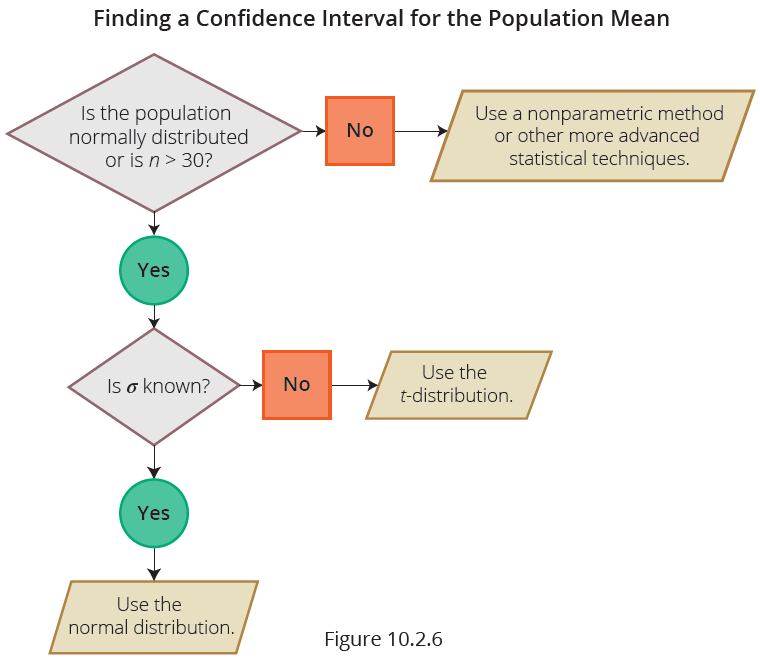 Finding a Confidence Interval for the Population Mean
Is the population
normally distributed
or is n > 30?
No
Use a nonparametric method
or other more advanced
statistical techniques.
Yes
Is σ known?
No
Use the
t-distribution.
Yes
Use the
normal distribution.
Figure 10.2.6